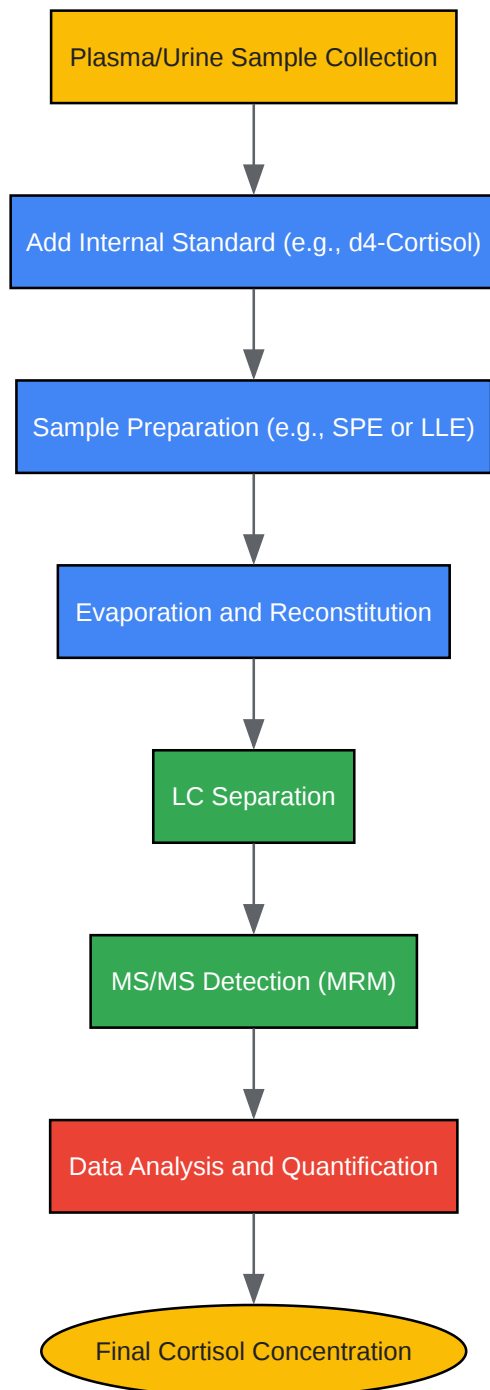 Plasma/Urine Sample Collection
Add Internal Standard (e.g., d4-Cortisol)
Sample Preparation (e.g., SPE or LLE)
Evaporation and Reconstitution
LC Separation
MS/MS Detection (MRM)
Data Analysis and Quantification
Final Cortisol Concentration